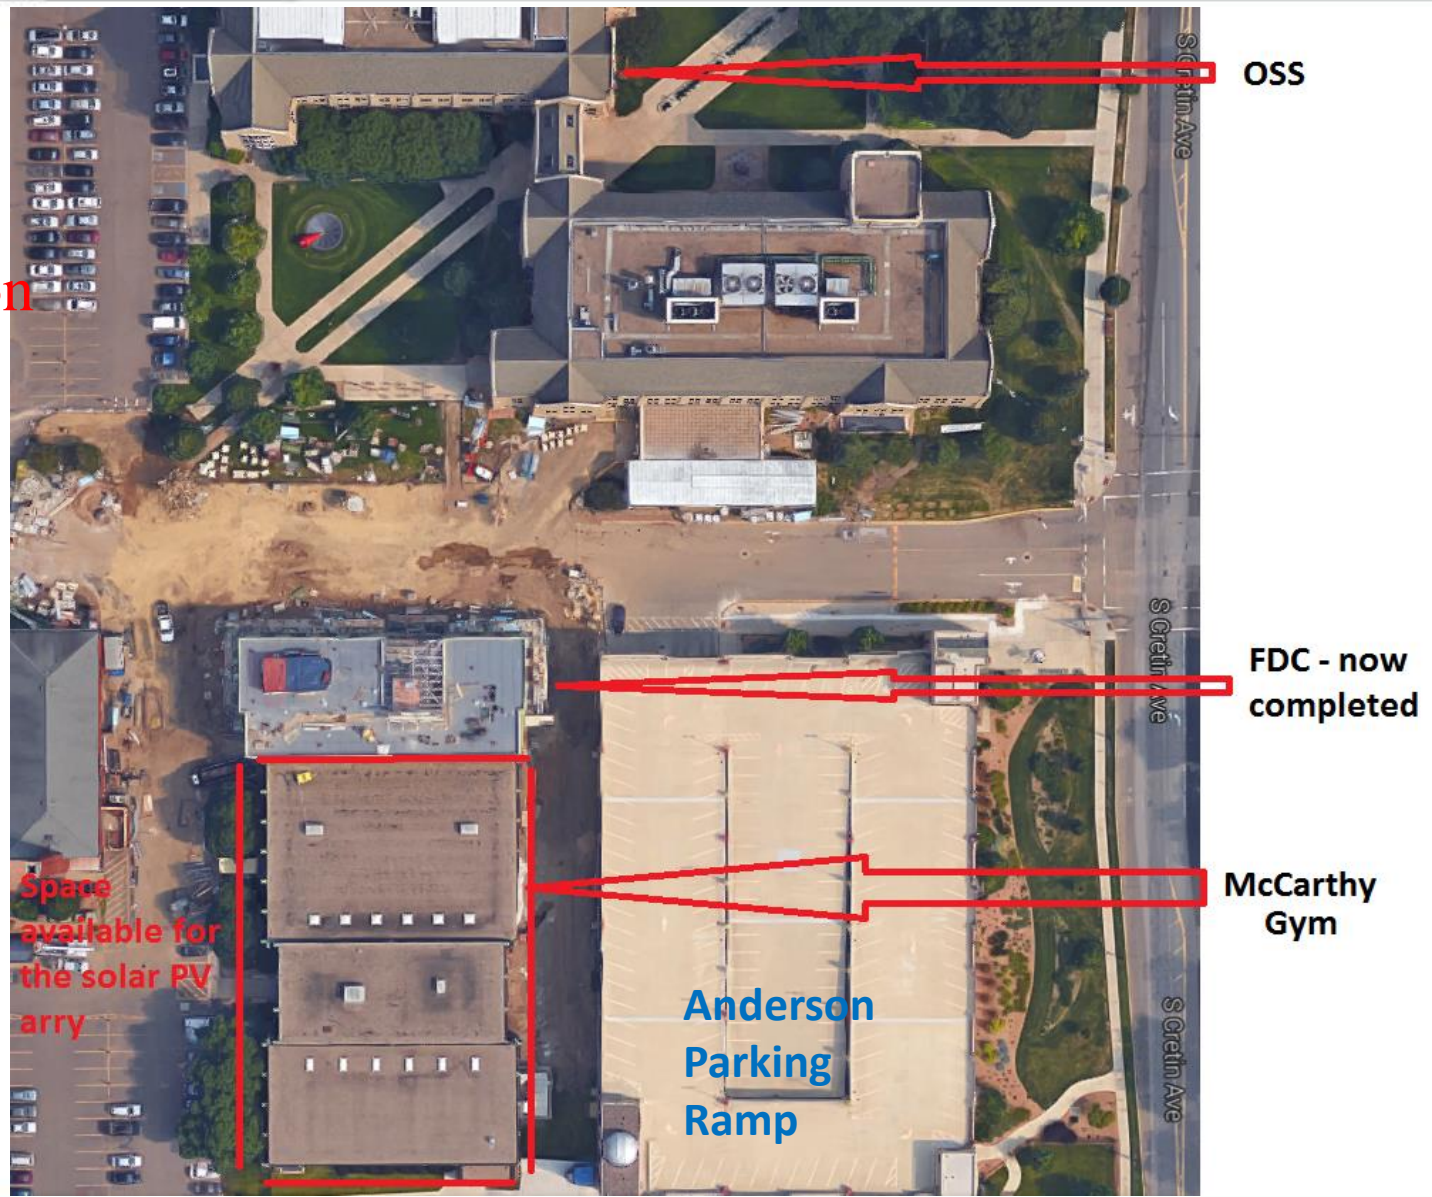 S Cretin Ave
OSS
n
FDC - now
completed
S Cretin Ave
Space
available for
the solar PV
arry
McCarthy
Gym
Anderson
Parking
Ramp
S Cretin Ave